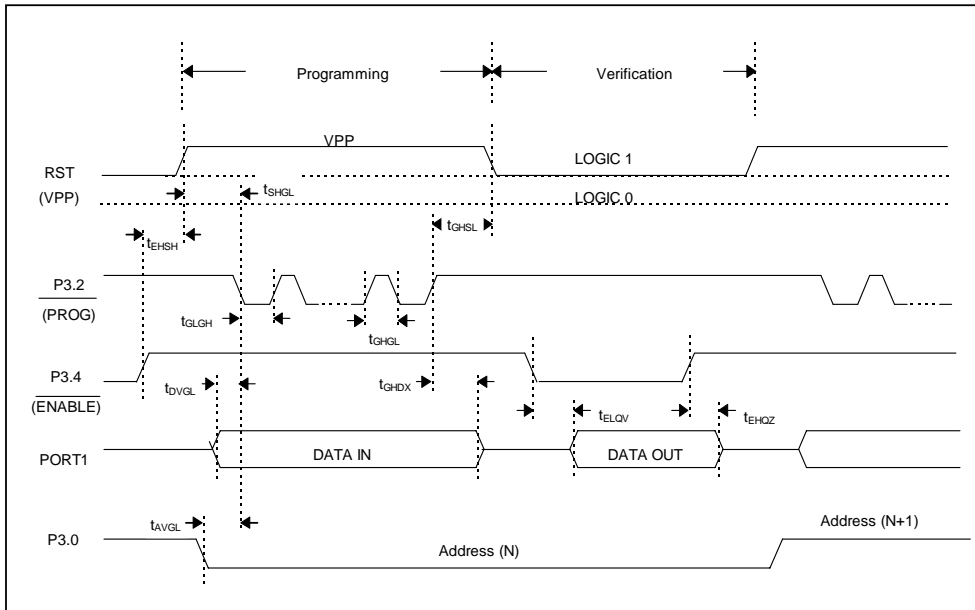 Programming
Verification
VPP
RST
(VPP)
LOGIC 1
LOGIC 0
tSHGL
tGHSL
tEHSH
P3.2
(PROG)
tGLGH
tGHGL
P3.4
(ENABLE)
tDVGL
tGHDX
tELQV
tEHQZ
PORT1
DATA IN
DATA OUT
tAVGL
P3.0
Address (N)
Address (N+1)